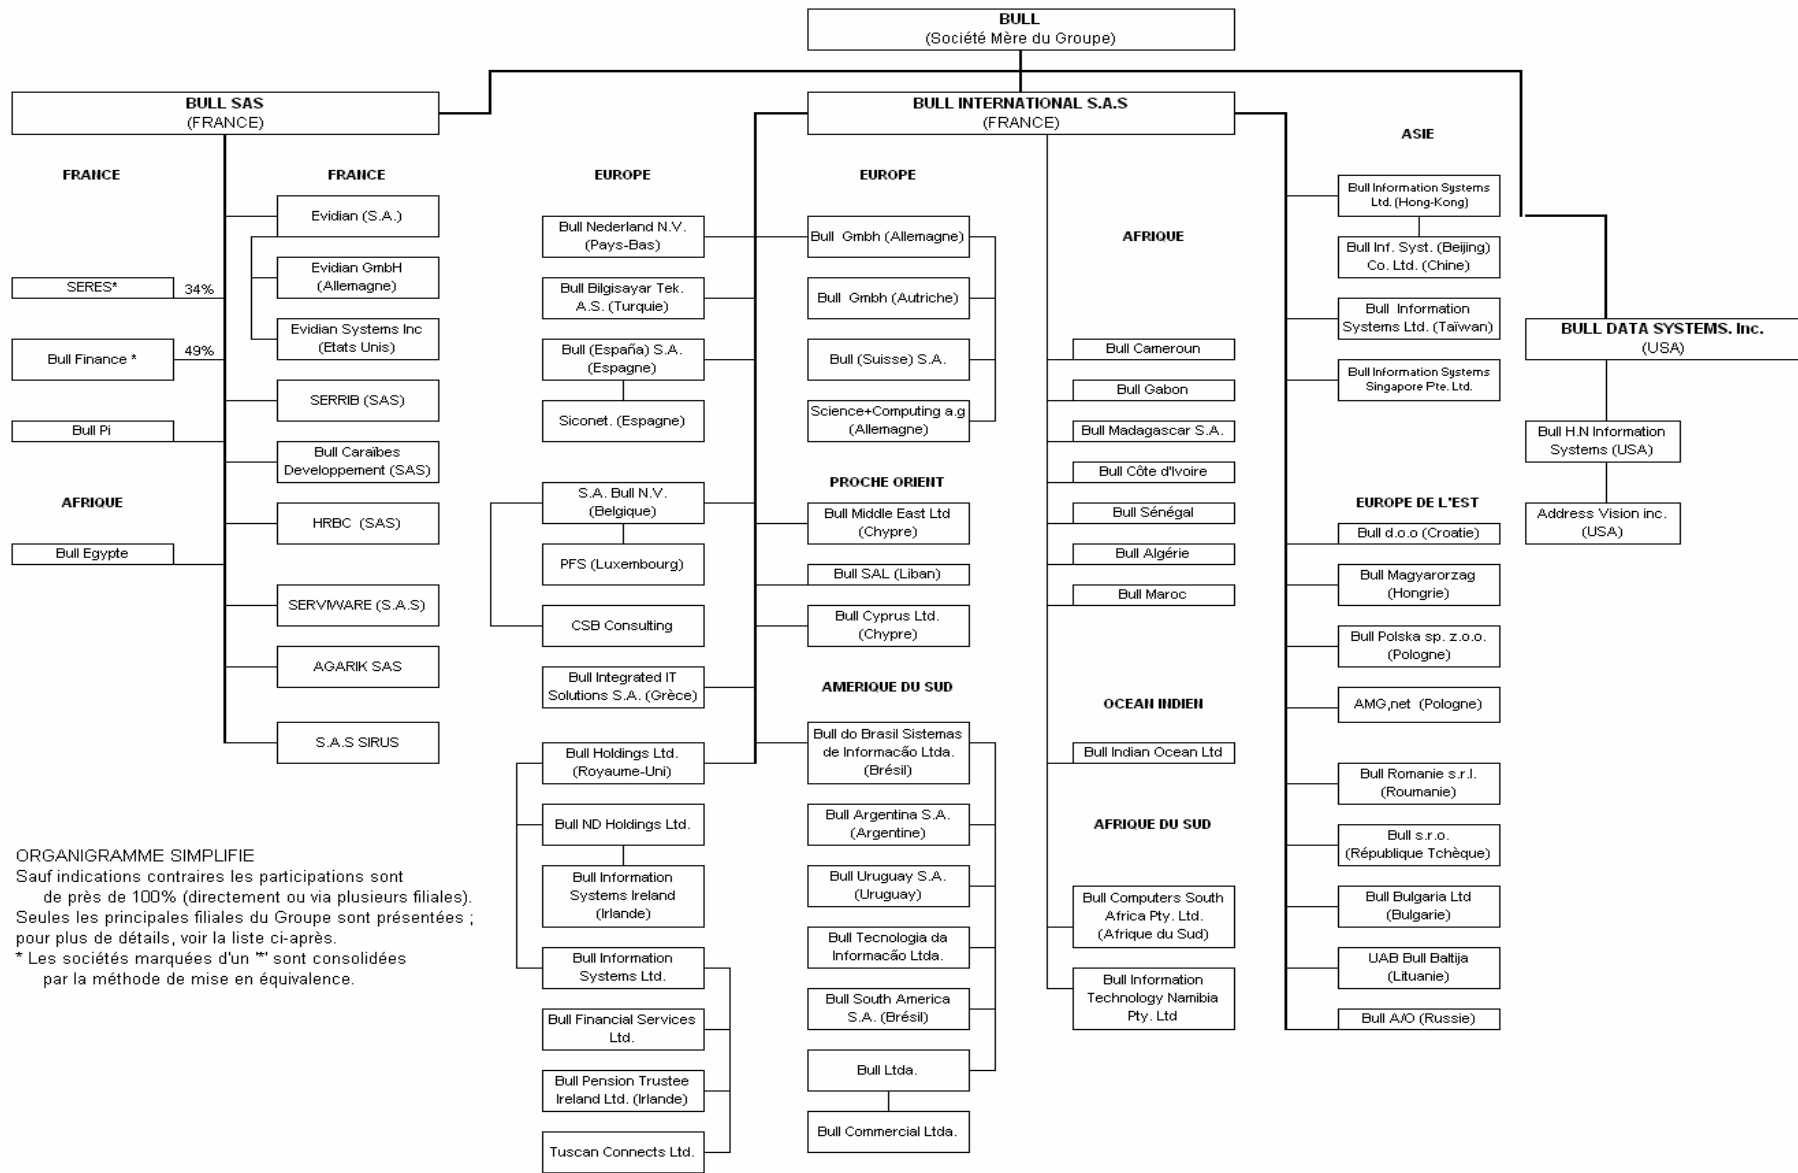 BULL
(Société Mère du Groupe)
BULL SAS
(FRANCE)
BULL INTERNATIONAL S.A.S
(FRANCE)
FRANCE
SERES*
34%
Bull Finance *
49%
Bull Pi
AFRIQUE
Bull Egypte
FRANCE
Evidian (S.A.)
Evidian GmbH
(Allemagne)
Evidian Systems Inc
(Etats Unis)
SERRIB (SAS)
Bull Caraïbes
Developpement (SAS)
HRBC (SAS)
SERVIWARE (S.A.S)
AGARIK SAS
S.A.S SIRUS
EUROPE
Bull Nederland N.V.
(Pays-Bas)
Bull Bilgisayar Tek.
A.S. (Turquie)
Bull (España) S.A.
(Espagne)
Siconet. (Espagne)
S.A. Bull N.V.
(Belgique)
PFS (Luxembourg)
CSB Consulting
Bull Integrated IT
Solutions S.A. (Grèce)
Bull Holdings Ltd.
(Royaume-Uni)
Bull ND Holdings Ltd.
Bull Information
Systems Ireland
(Irlande)
Bull Information
Systems Ltd.
Bull Financial Services
Ltd.
Bull Pension Trustee
Ireland Ltd. (Irlande)
Tuscan Connects Ltd.
EUROPE
Bull Gmbh (Allemagne)
Bull Gmbh (Autriche)
Bull (Suisse) S.A.
Science+Computing a.g
(Allemagne)
PROCHE ORIENT
Bull Middle East Ltd
(Chypre)
Bull SAL (Liban)
Bull Cyprus Ltd.
(Chypre)
AMERIQUE DU SUD
Bull do Brasil Sistemas
de Informacão Ltda.
(Brésil)
Bull Argentina S.A.
(Argentine)
Bull Uruguay S.A.
(Uruguay)
Bull Tecnologia da
Informacão Ltda.
Bull South America
S.A. (Brésil)
Bull Ltda.
Bull Commercial Ltda.
AFRIQUE
Bull Cameroun
Bull Gabon
Bull Madagascar S.A.
Bull Côte d'Ivoire
Bull Sénégal
Bull Algérie
Bull Maroc
OCEAN INDIEN
Bull Indian Ocean Ltd
AFRIQUE DU SUD
Bull Computers South
Africa Pty. Ltd.
(Afrique du Sud)
Bull Information
Technology Namibia
Pty. Ltd
ASIE
Bull Information Systems
Ltd. (Hong-Kong)
Bull Inf. Syst. (Beijing)
Co. Ltd. (Chine)
Bull Information
Systems Ltd. (Taïwan)
Bull Information Systems
Singapore Pte. Ltd.
EUROPE DE L'EST
Bull d.o.o (Croatie)
Bull Magyarorzag
(Hongrie)
Bull Polska sp. z.o.o.
(Pologne)
AMG,net (Pologne)
Bull Romanie s.r.l.
(Roumanie)
Bull s.r.o.
(République Tchèque)
Bull Bulgaria Ltd
(Bulgarie)
UAB Bull Baltija
(Lituanie)
Bull A/O (Russie)
BULL DATA SYSTEMS. Inc.
(USA)
Bull H.N Information
Systems (USA)
Address Vision inc.
(USA)
ORGANIGRAMME SIMPLIFIE
Sauf indications contraires les participations sont
de près de 100% (directement ou via plusieurs filiales).
Seules les principales filiales du Groupe sont présentées ;
pour plus de détails, voir la liste ci-après.
* Les sociétés marquées d'un '*' sont consolidées
par la méthode de mise en équivalence.